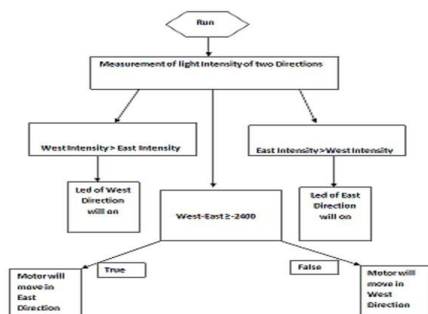 Run
Measurement of light Intensity of two Directions
West Intensity > East Intensity
East Intensity>West Intensity
Led of West
Direction
will on
West-East ≥-2400
Led of East
Direction
will on
True
False
Motor will
move in
East
Direction
Motor will
move in
West
Direction